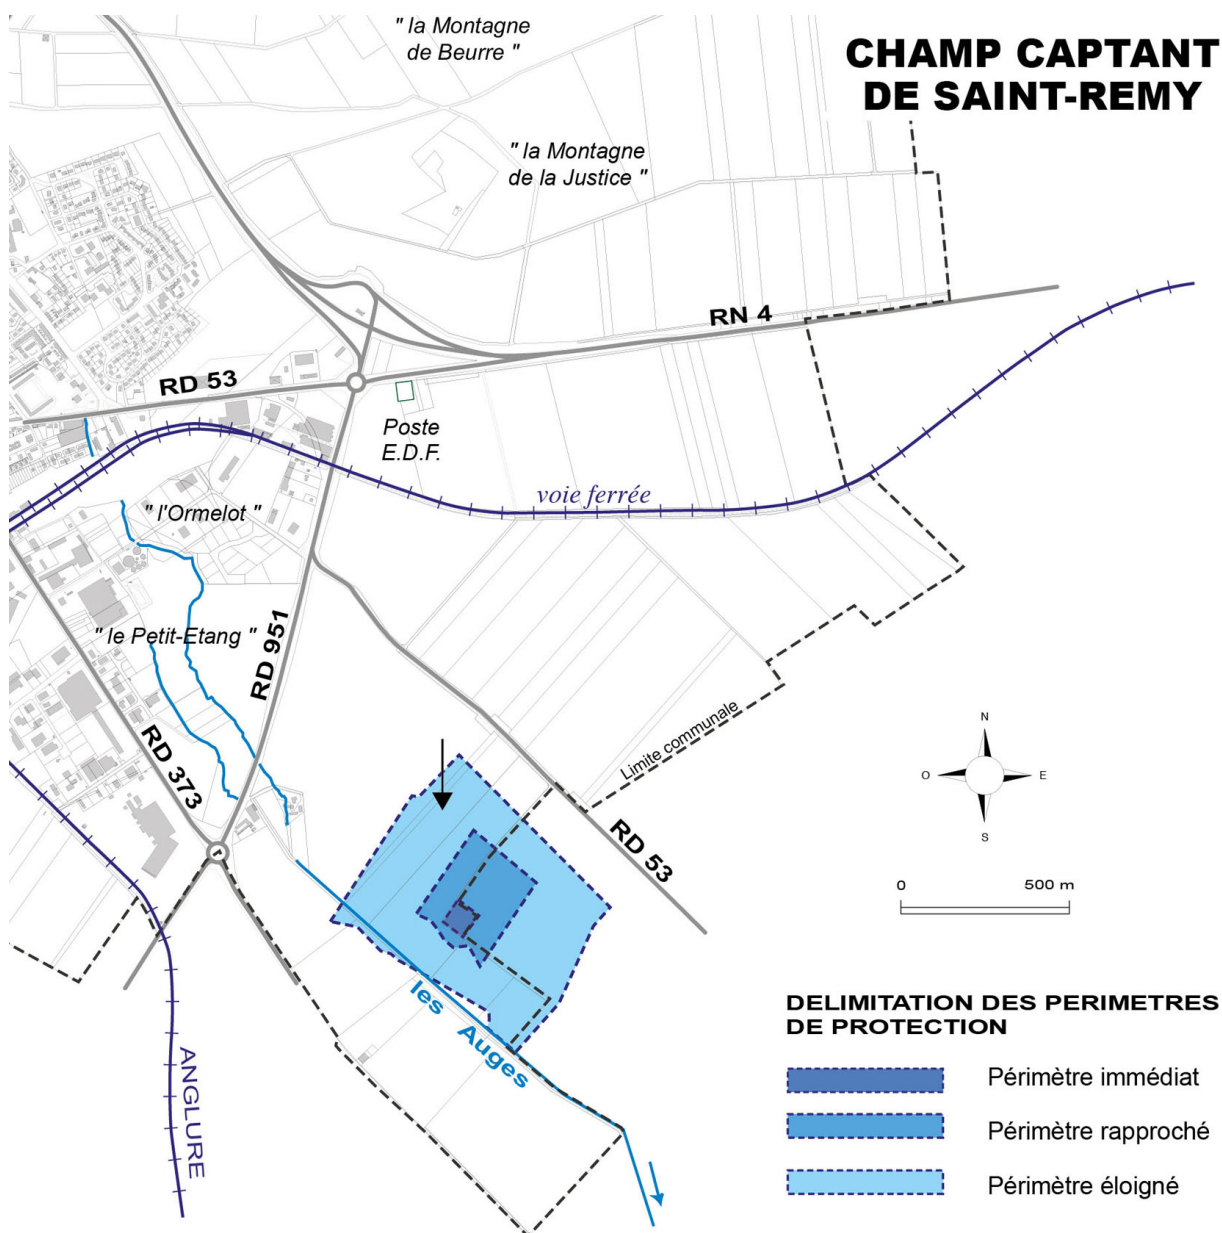 " la Montagne
de Beurre "
CHAMP CAPTANT
DE SAINT-REMY
" la Montagne
de la Justice "
RN 4
RD 53
Poste
E.D.F.
voie ferrée
" l'Ormelot "
" le Petit-Etang "
RD 951
RD 373
Limite communale
RD 53
N
O
E
S
0
500 m
les Auges
ANGLURE
DELIMITATION DES PERIMETRES
DE PROTECTION
Périmètre immédiat
Périmètre rapproché
Périmètre éloigné